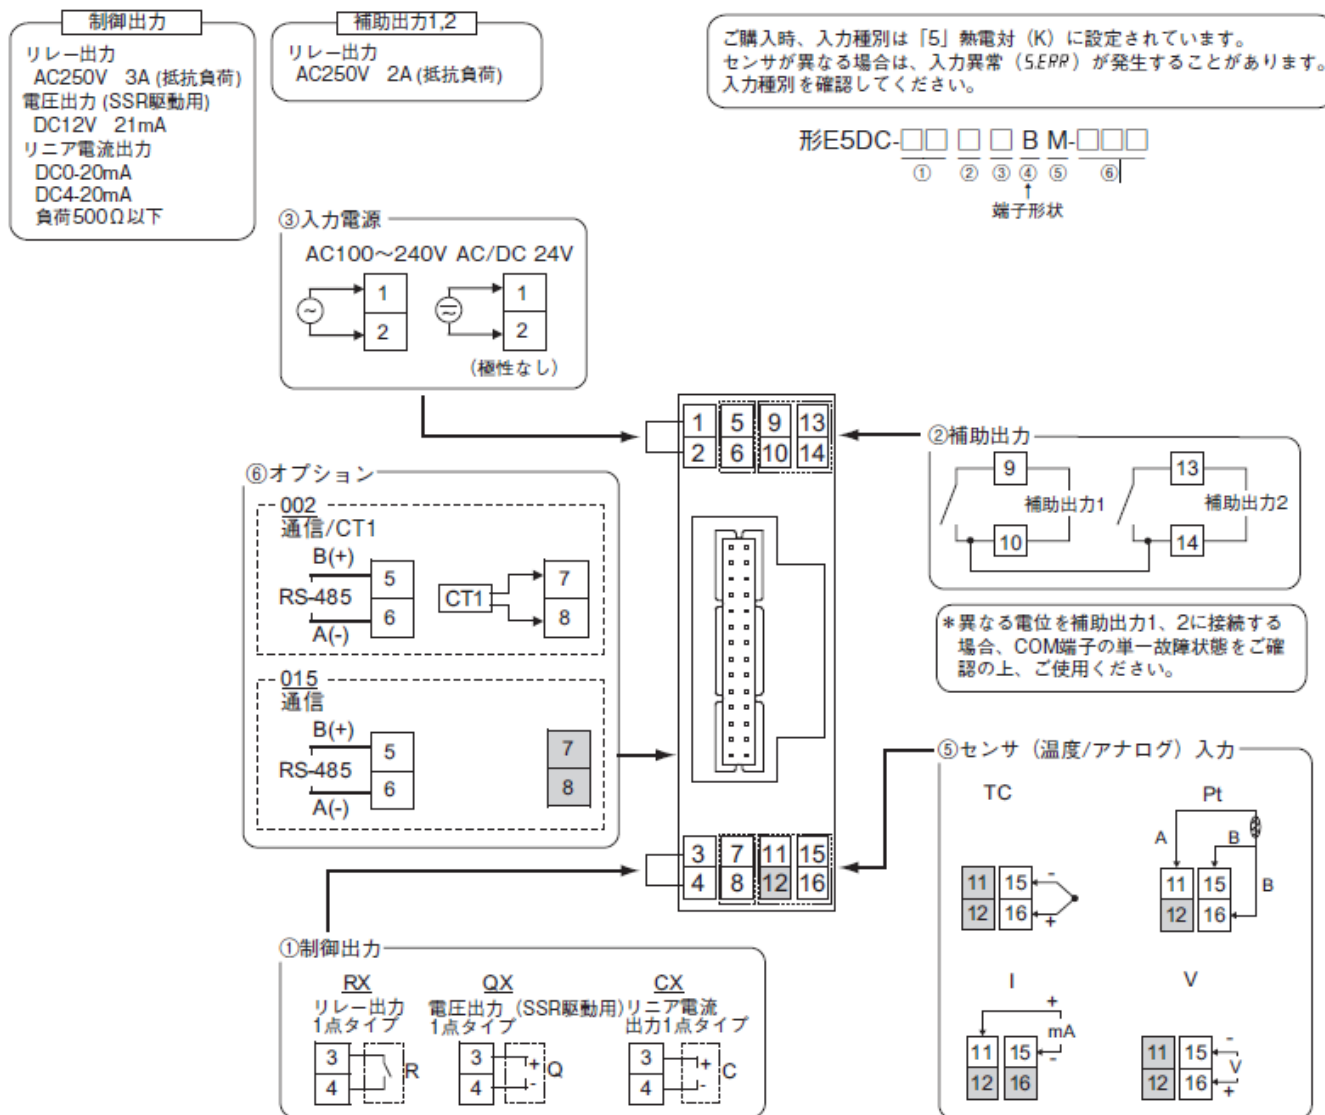 制御出力
リレー出力
AC250V 3A (抵抗負荷)
電圧出力 (SSR駆動用)
DC12V 21mA
リニア電流出力
DC0-20mA
DC4-20mA
負荷500Ω以下
補助出力1,2
リレー出力
AC250V 2A (抵抗負荷)
ご購入時、入力種別は「5」熱電対（K）に設定されています。
センサが異なる場合は、入力異常（S.ERR）が発生することがあります。
入力種別を確認してください。
形E5DC-□□ □ □ B M-□□□
① ② ③ ④ ⑤ ⑥
端子形状
③入力電源
AC100～240V AC/DC 24V
1 1
2 2
(極性なし)
1 5 9 13
2 6 10 14
②補助出力
9 13
補助出力1 補助出力2
10 14
＊異なる電位を補助出力1、2に接続する
場合、COM端子の単一故障状態をご確
認の上、ご使用ください。
⑥オプション
002
通信/CT1
B(+)
5 7
RS-485 CT1
6 8
A(-)
015
通信
B(+)
5 7
RS-485
6 8
A(-)
3 7 11 15
4 8 12 16
⑤センサ（温度/アナログ）入力
TC Pt
A B
11 15 - 11 15 B
12 16 + 12 16
I V
+
mA
11 15 - 11 15 -
V
12 16 12 16 +
①制御出力
RX QX CX
リレー出力 電圧出力（SSR駆動用）リニア電流
1点タイプ 1点タイプ 出力1点タイプ
3 3 + 3 +
R Q C
4 4 - 4 -